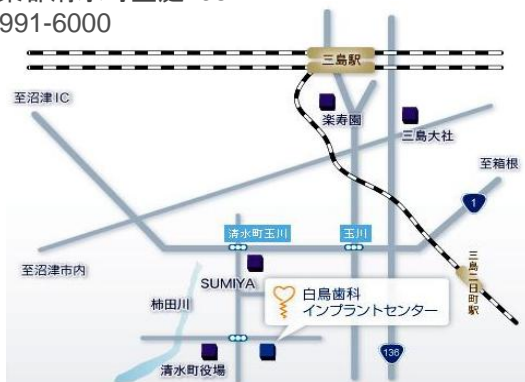 991-6000
三島駅
至沼津IC
楽寿園
三島大社
至箱根
1
清水町玉川
玉川
三島二日町駅
至沼津市内
SUMIYA
柿田川
白鳥歯科
インプラントセンター
清水町役場
136